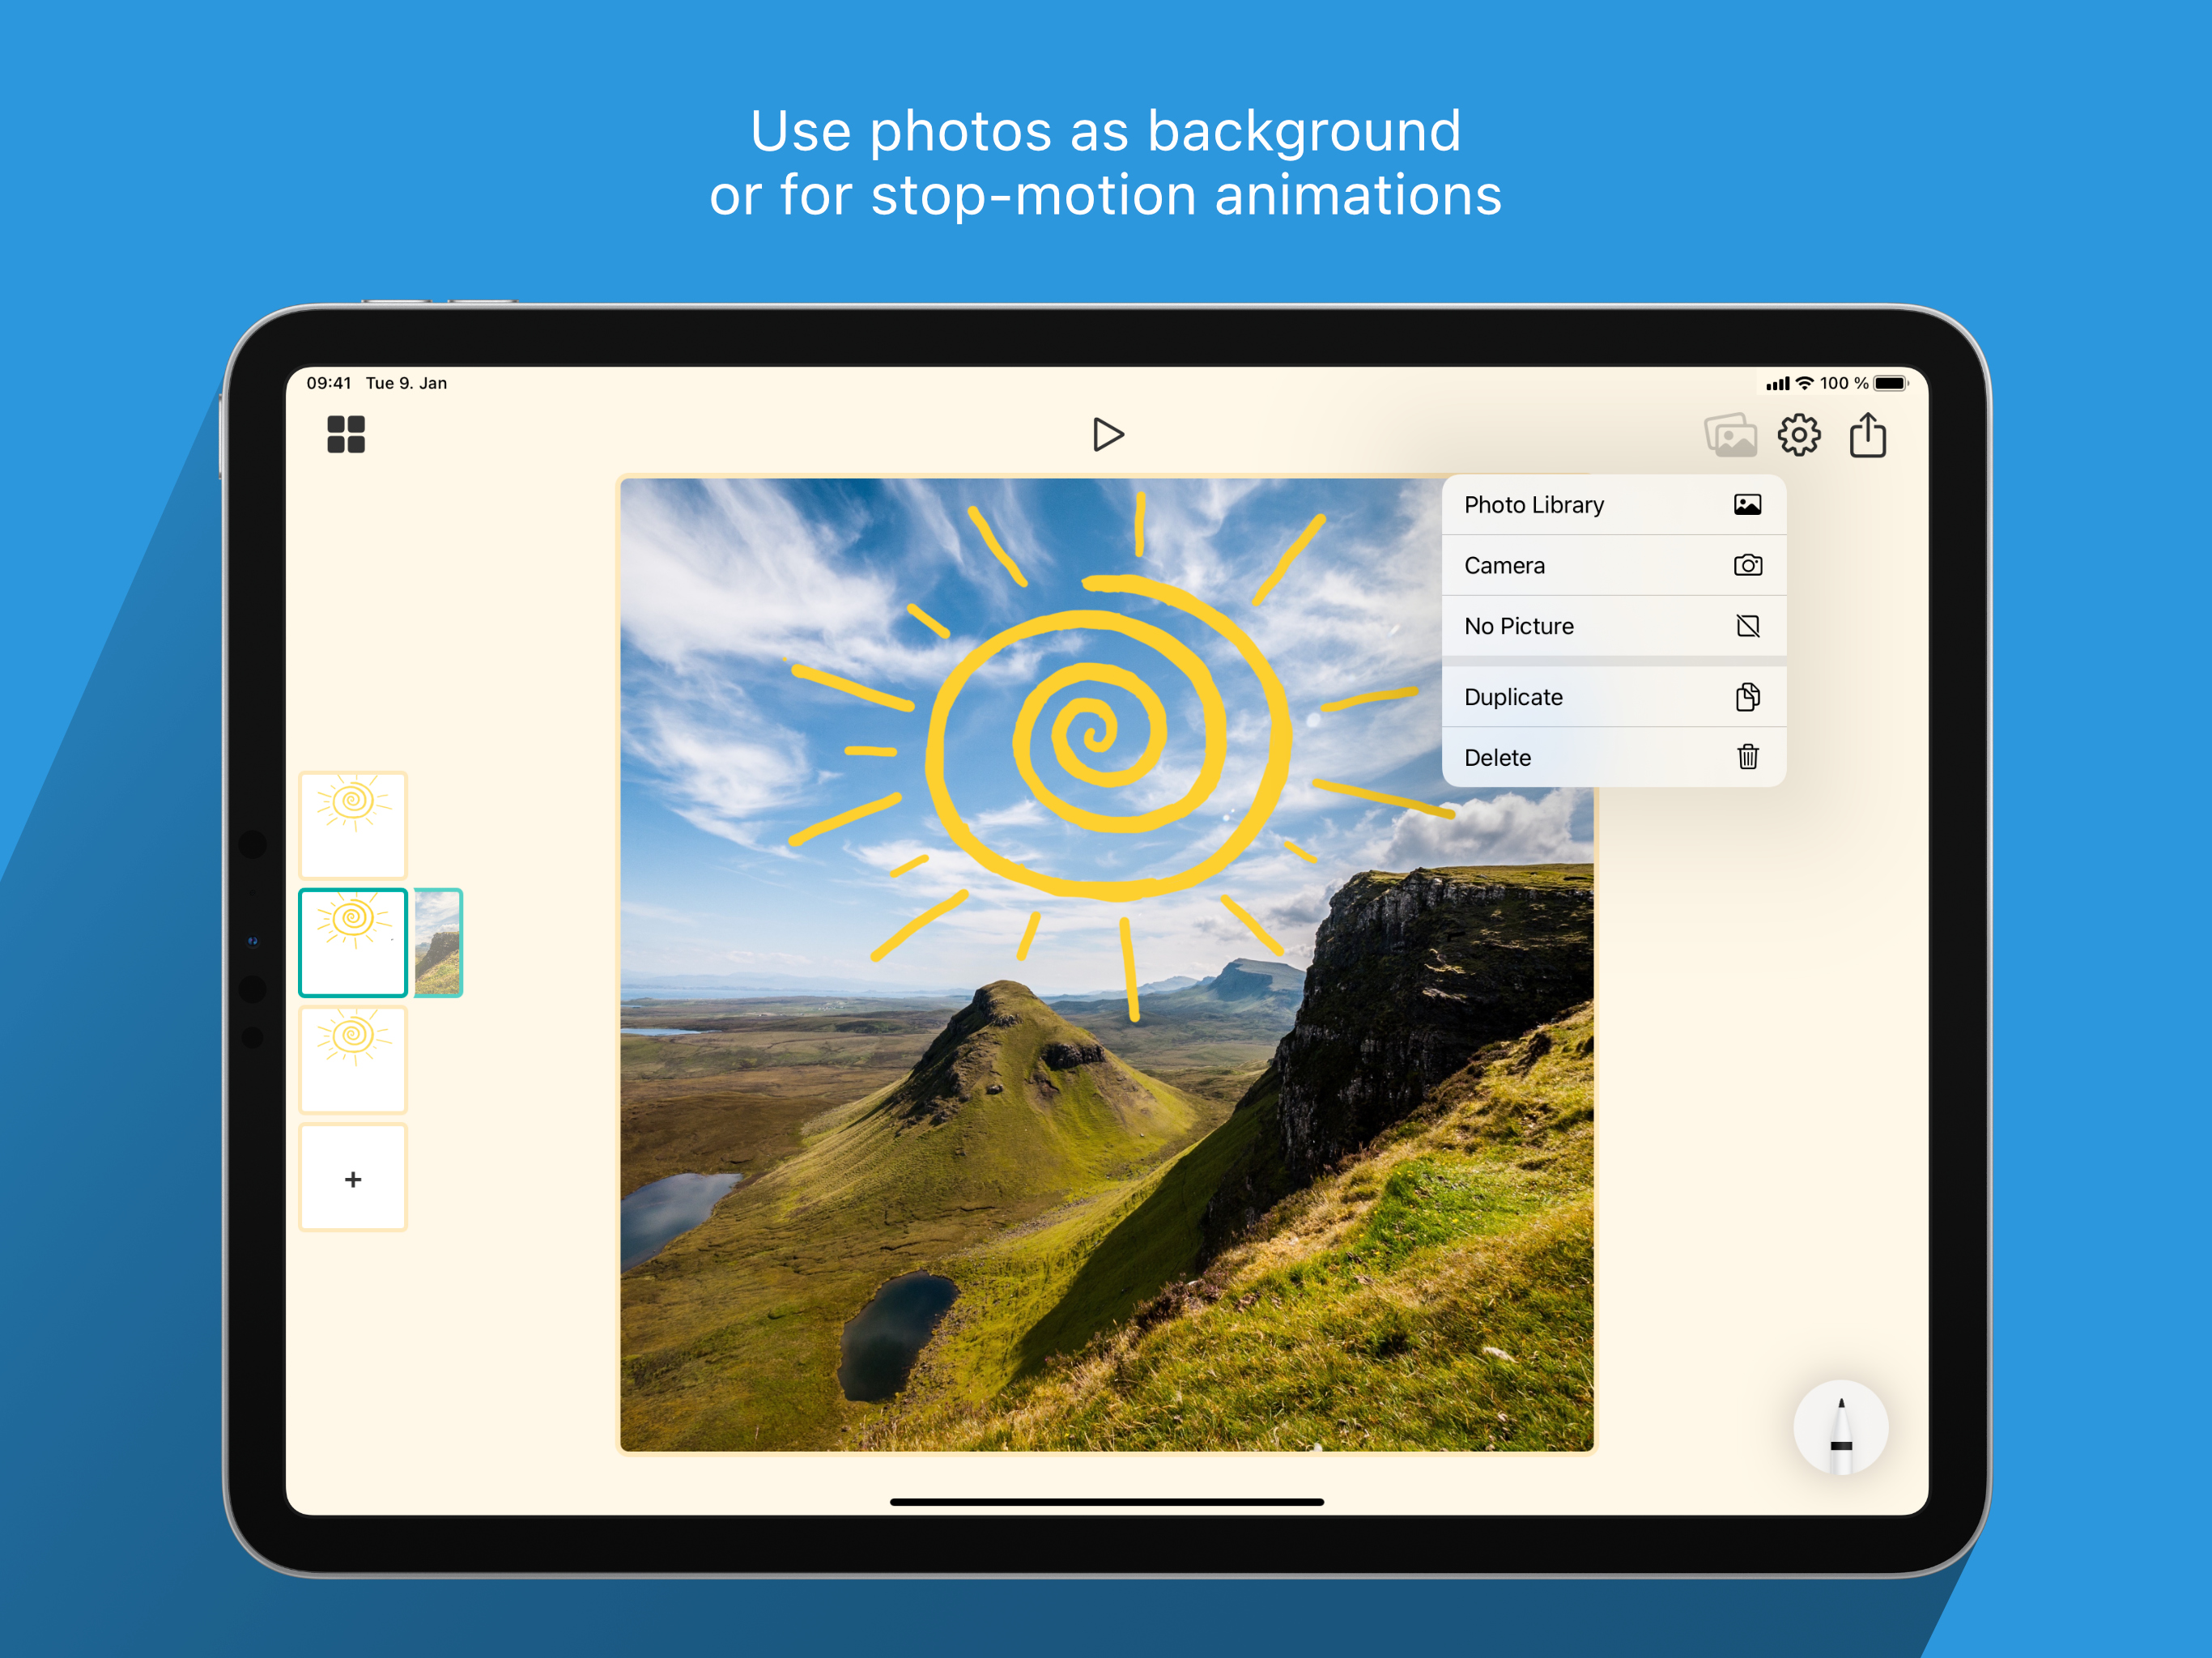 Use photos as background
or for stop-motion animations
09:41 Tue 9. Jan
100 %
Photo Library
Camera
No Picture
Duplicate
Delete
+